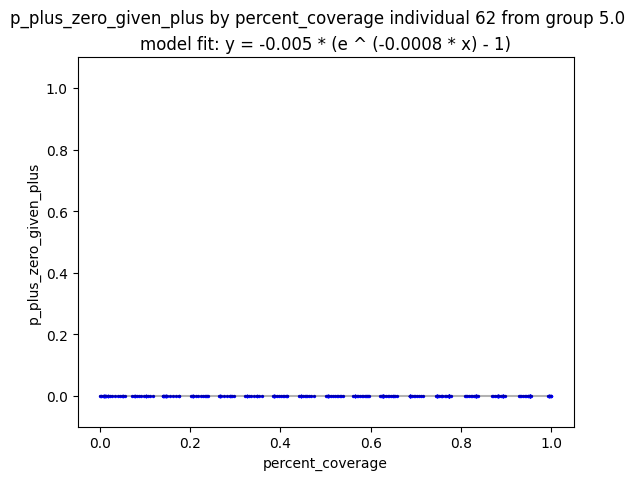 p_plus_zero_given_plus by percent_coverage individual 62 from group 5.0
model fit: y = -0.005 * (e ^ (-0.0008 * x) - 1)
1.0
0.8
0.6
0.4
0.2
0.0
p_plus_zero_given_plus
0.0 0.2 0.4 0.6 0.8 1.0
percent_coverage